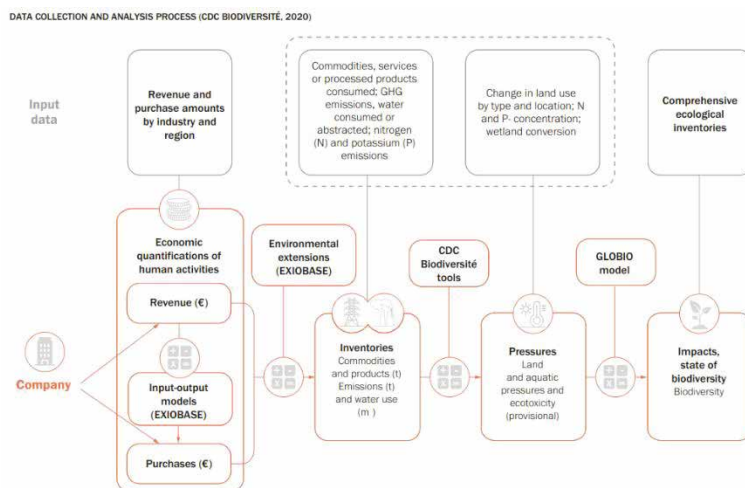 DATA COLLECTION AND ANALYSIS PROCESS (CDC BIODIVERSITÉ, 2020)
Input
data
Revenue and
purchase amounts
by industry and
region
Commodities, services
or processed products
consumed; GHG
emissions, water
consumed or
abstracted; nitrogen
(N) and potassium (P)
emissions
Change in land use
by type and location; N
and P- concentration;
wetland conversion
Comprehensive
ecological
inventories
Economic
quantifications of
human activities
Environmental
extensions
(EXIOBASE)
CDC
Biodiversité
tools
GLOBIO
model
Company
Revenue (€)
Input-output
models
(EXIOBASE)
Purchases (€)
Inventories
Commodities
and products (t)
Emissions (t)
and water use
(m )
Pressures
Land
and aquatic
pressures and
ecotoxicity
(provisional)
Impacts,
state of
biodiversity
Biodiversity